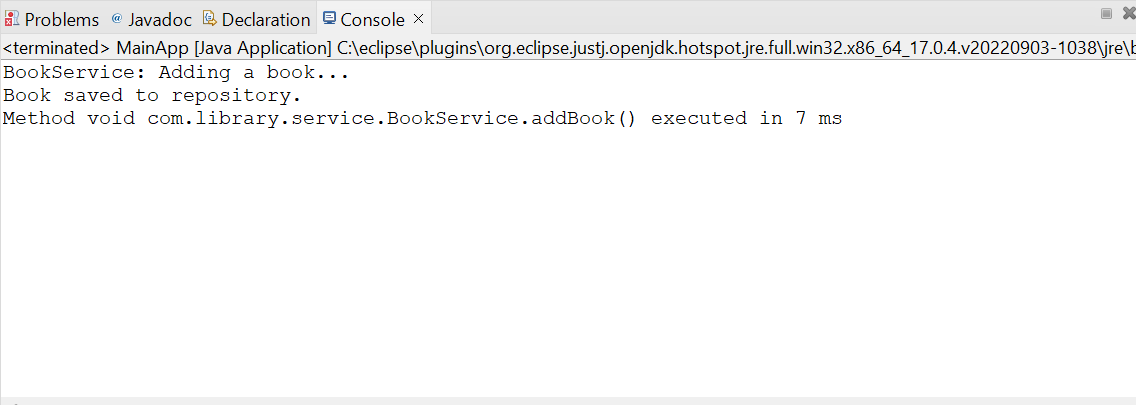 Problems @ Javadoc Declaration Console
<terminated> MainApp [Java Application] C:\eclipse\plugins\org.eclipse.justj.openjdk.hotspot.jre.full.win32.x86_64_17.0.4.v20220903-1038\jre\b
BookService: Adding a book...
Book saved to repository.
Method void com.library.service.BookService.addBook() executed in 7 ms